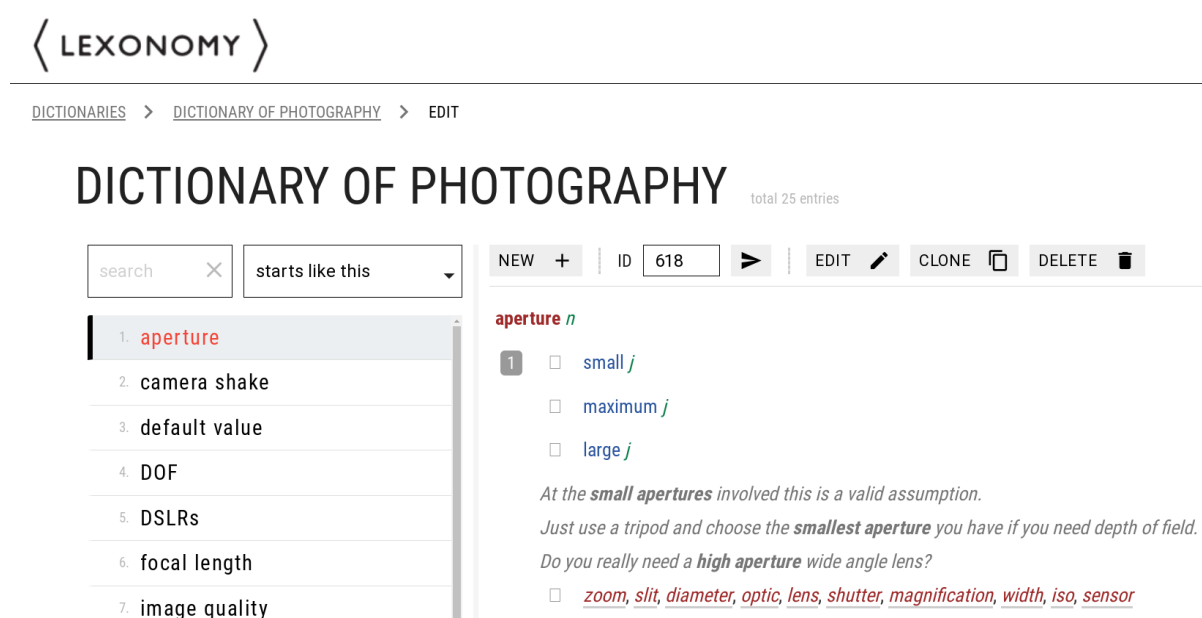 LEXONOMY
DICTIONARIES > DICTIONARY OF PHOTOGRAPHY > EDIT
DICTIONARY OF PHOTOGRAPHY total 25 entries
search
starts like this
1. aperture
2. camera shake
3. default value
4. DOF
5. DSLRs
6. focal length
7. image quality
NEW + ID 618 EDIT CLONE DELETE
aperture n
1 small j
maximum j
large j
At the small apertures involved this is a valid assumption.
Just use a tripod and choose the smallest aperture you have if you need depth of field.
Do you really need a high aperture wide angle lens?
zoom, slit, diameter, optic, lens, shutter, magnification, width, iso, sensor